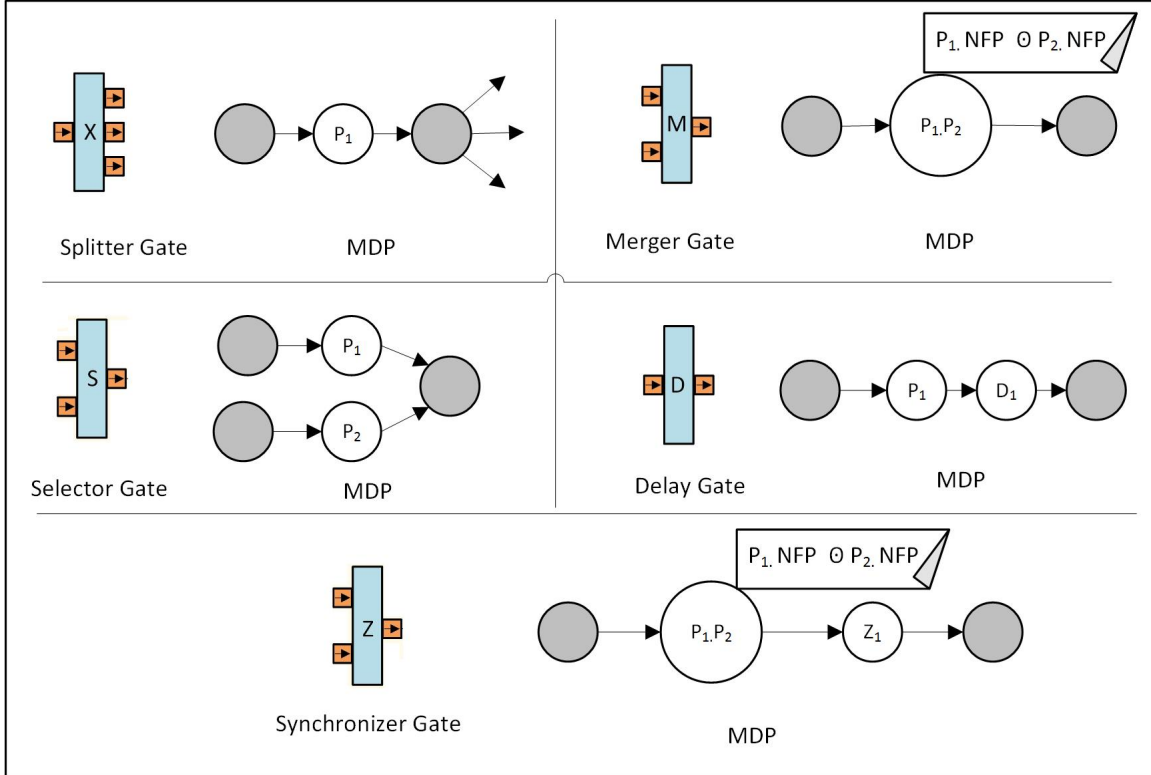 X
P₁
Splitter Gate
MDP
P₁. NFP ʘ P₂. NFP
M
P₁.P₂
Merger Gate
MDP
S
P₁
P₂
Selector Gate
MDP
D
P₁
D₁
Delay Gate
MDP
P₁. NFP ʘ P₂. NFP
Z
P₁.P₂
Z₁
Synchronizer Gate
MDP